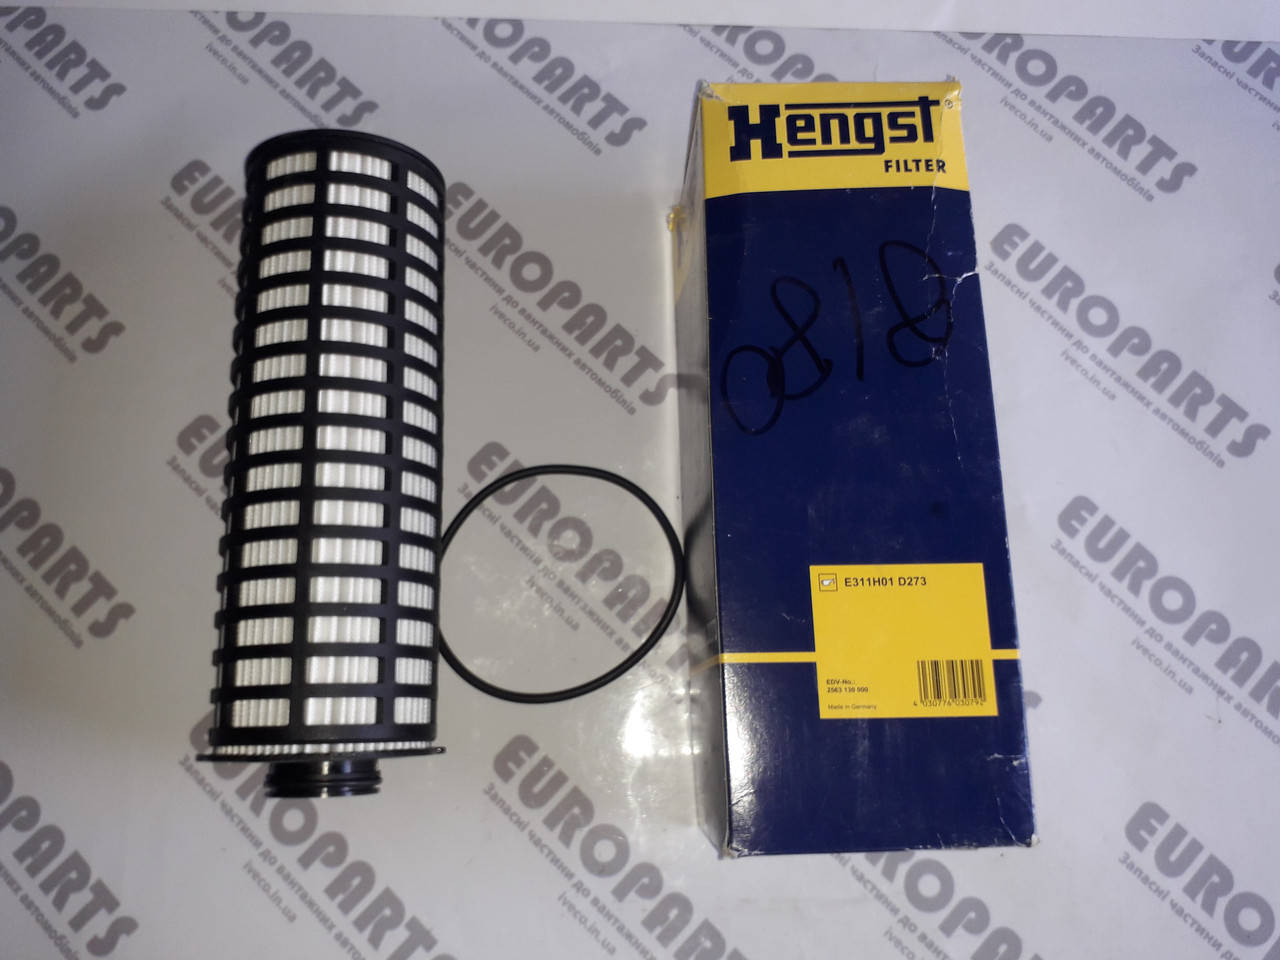 Hengst®
FILTER
0818
E311H01 D273
EDV-No.:
2563 130 000
Made in Germany
4 030776 030792
EUROPARTS
Запасні частини до вантажних автомобілів
iveco.in.ua